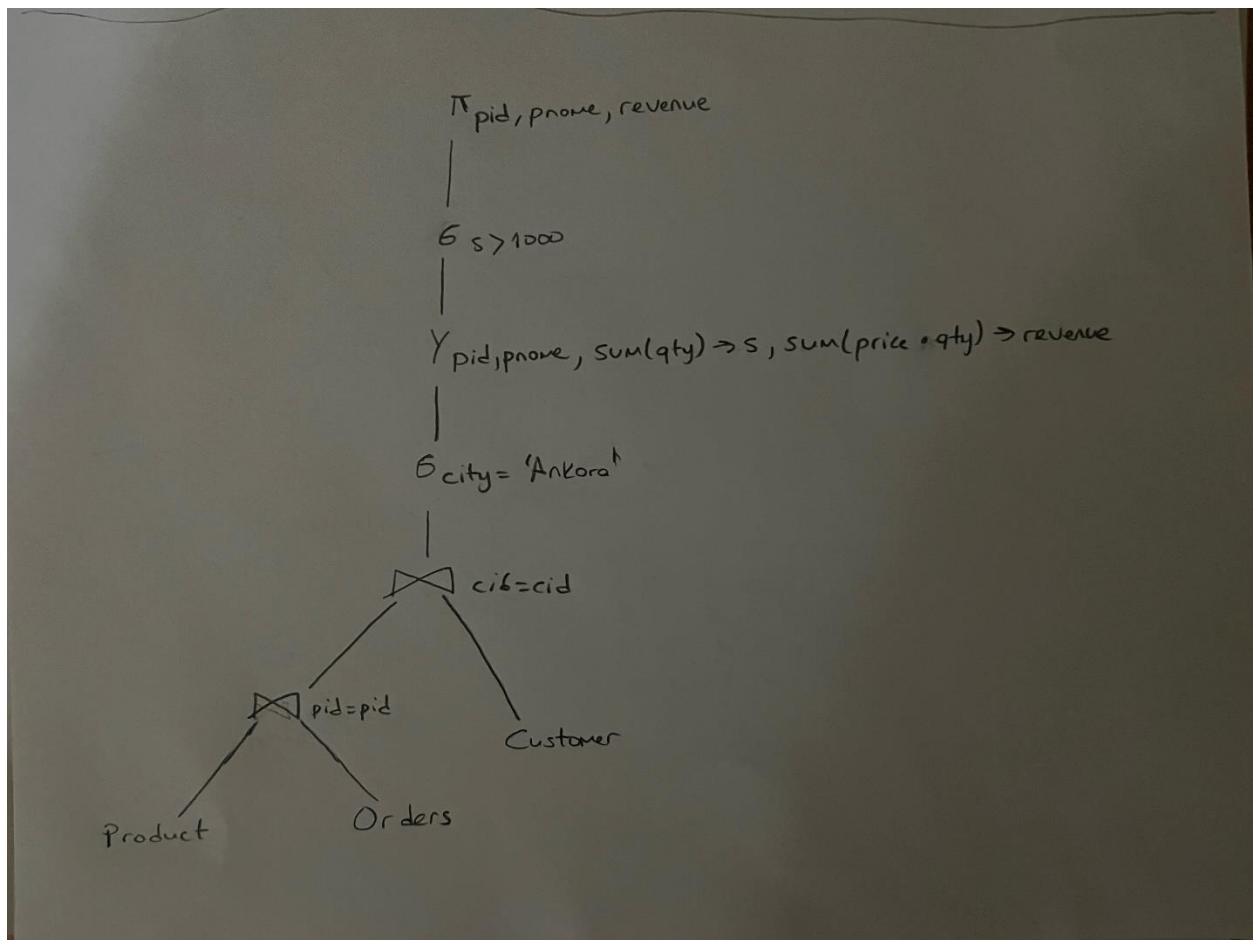 π pid, pname, revenue
σ s>1000
γ pid,pname, sum(qty)→s, sum(price • qty)→revenue
σ city= 'Ankara'
⋈ cid=cid
⋈ pid=pid
Customer
Product
Orders